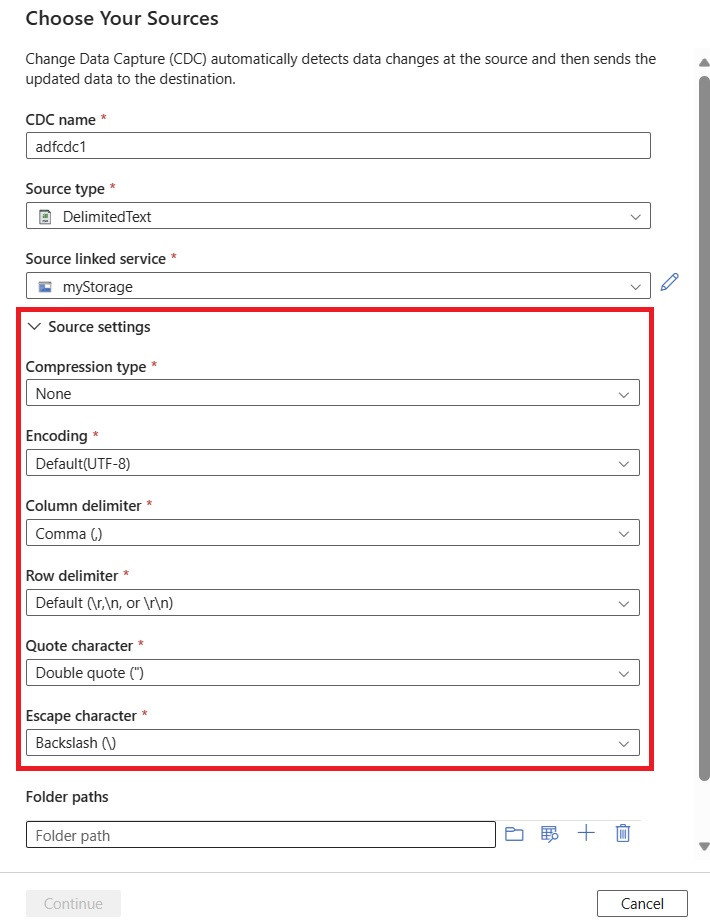 Choose Your Sources
Change Data Capture (CDC) automatically detects data changes at the source and then sends the
updated data to the destination.
CDC name *
adfcdc1
Source type *
DelimitedText
Source linked service *
myStorage
Source settings
Compression type *
None
Encoding *
Default(UTF-8)
Column delimiter *
Comma (,)
Row delimiter *
Default (\r,\n, or \r\n)
Quote character *
Double quote (")
Escape character *
Backslash (\)
Folder paths
Folder path
Continue
Cancel